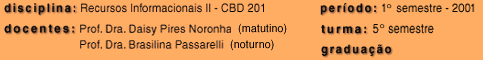 disciplina: Recursos Informacionais II - CBD 201
período: 1º semestre - 2001
docentes: Prof. Dra. Daisy Pires Noronha (matutino)
turma: 5º semestre
Prof. Dra. Brasilina Passarelli (noturno)
graduação